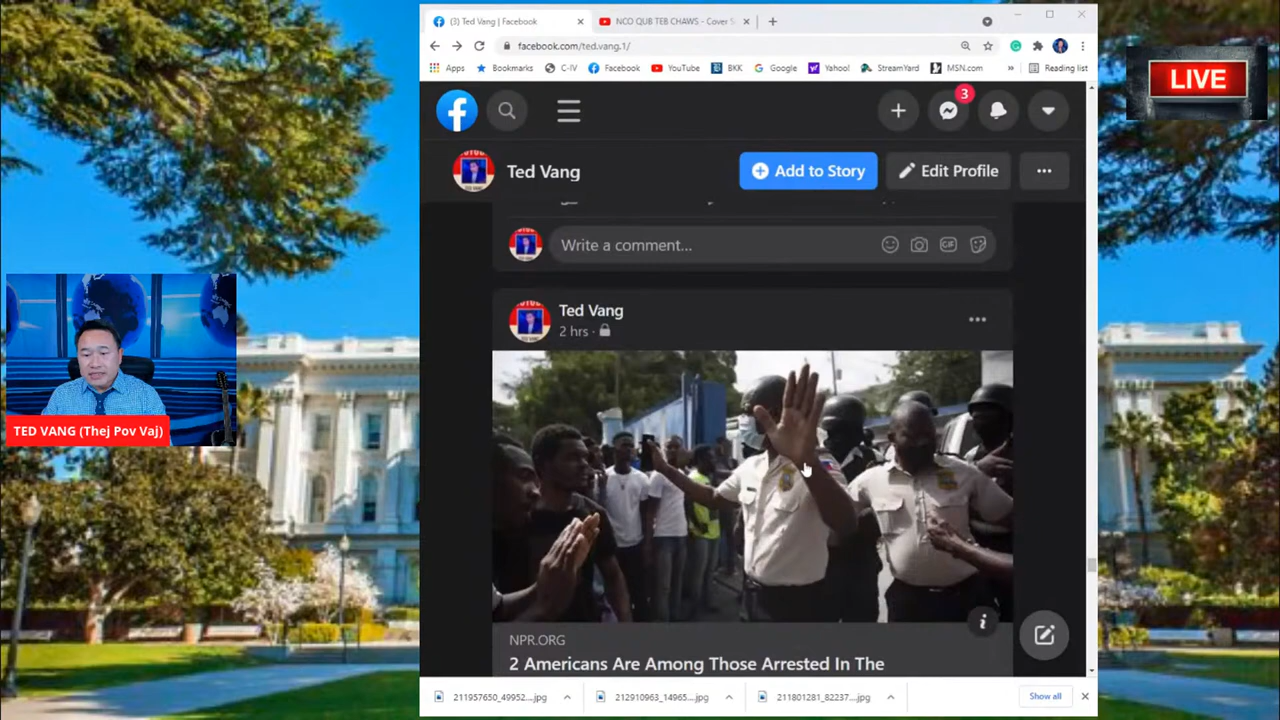 (3) Ted Vang | Facebook
NCO QUB TEB CHAWS - Cover S
facebook.com/ted.vang.1/
Apps Bookmarks C-IV Facebook YouTube BKK Google Yahoo! StreamYard MSN.com » Reading list
LIVE
3
Ted Vang
Add to Story
Edit Profile
Write a comment...
GIF
Ted Vang
2 hrs ·
TED VANG (Thej Pov Vaj)
NPR.ORG
2 Americans Are Among Those Arrested In The
211957650_49952....jpg
212910963_14965....jpg
211801281_82237....jpg
Show all